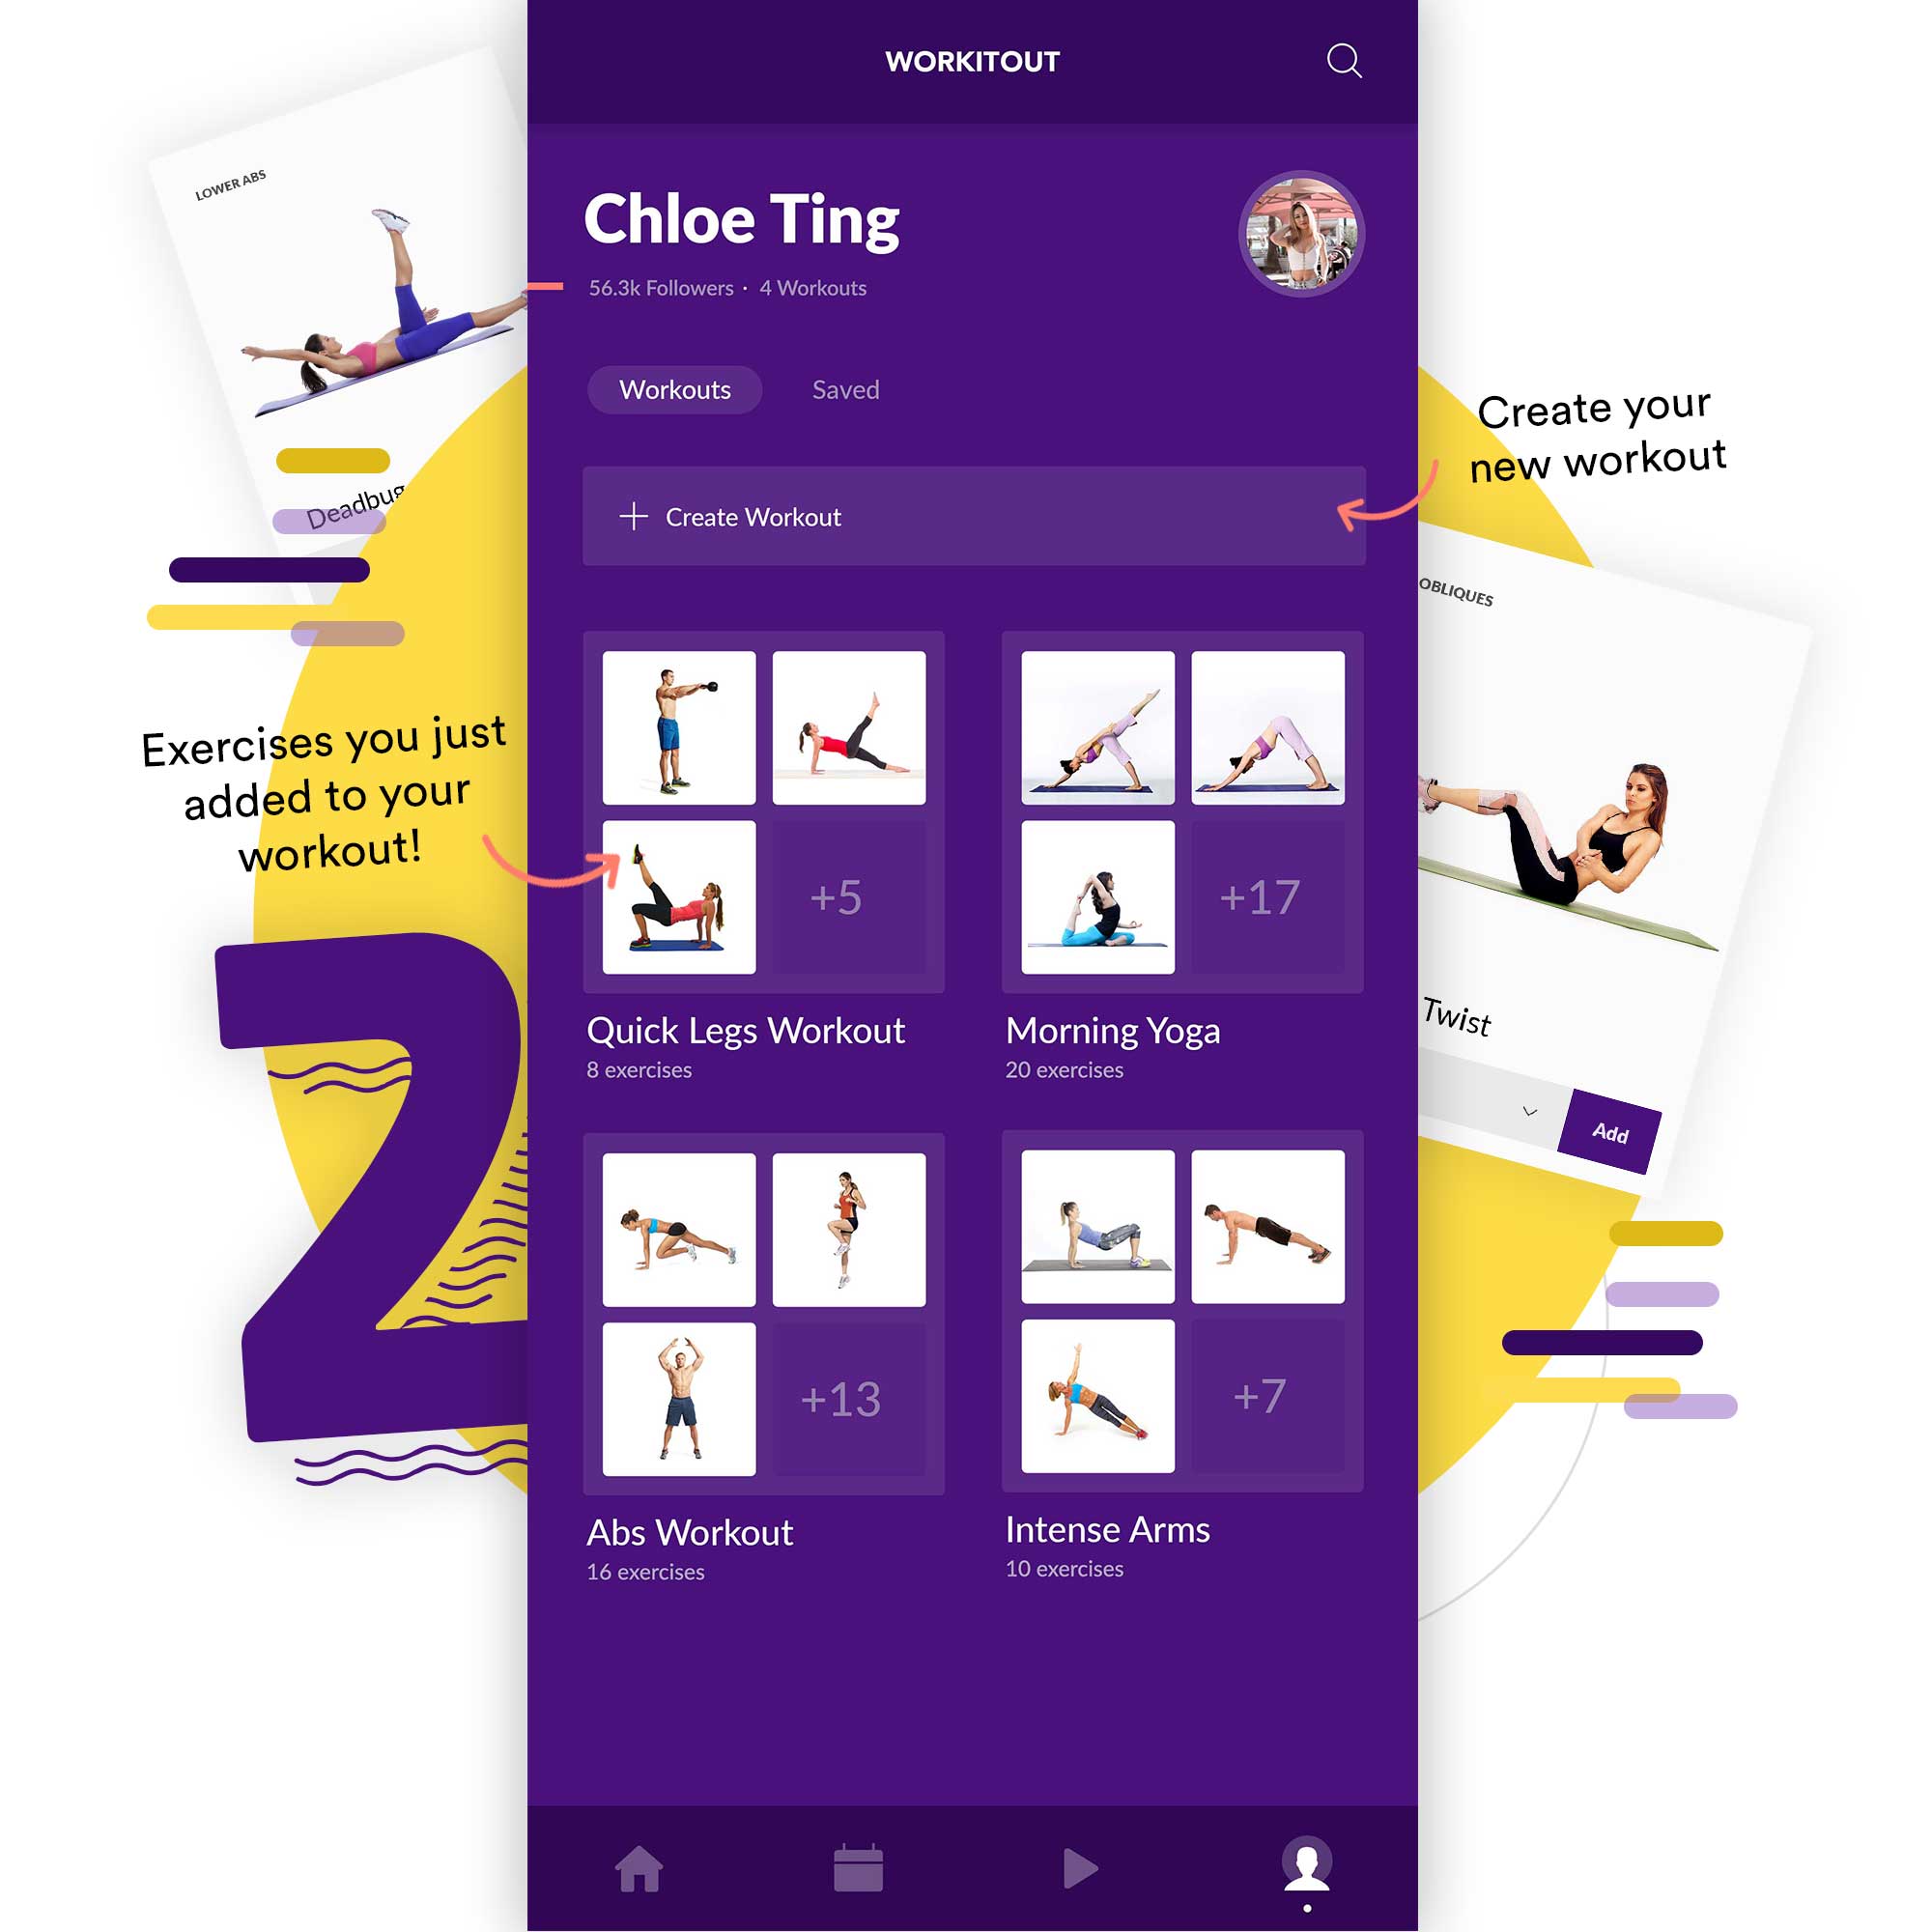 WORKITOUT
LOWER ABS
Chloe Ting
56.3k Followers · 4 Workouts
Workouts
Saved
Create your
new workout
Deadbug
+ Create Workout
OBLIQUES
Exercises you just
added to your
workout!
+5
+17
2
Quick Legs Workout
8 exercises
Morning Yoga
20 exercises
Twist
Add
+13
+7
Abs Workout
16 exercises
Intense Arms
10 exercises